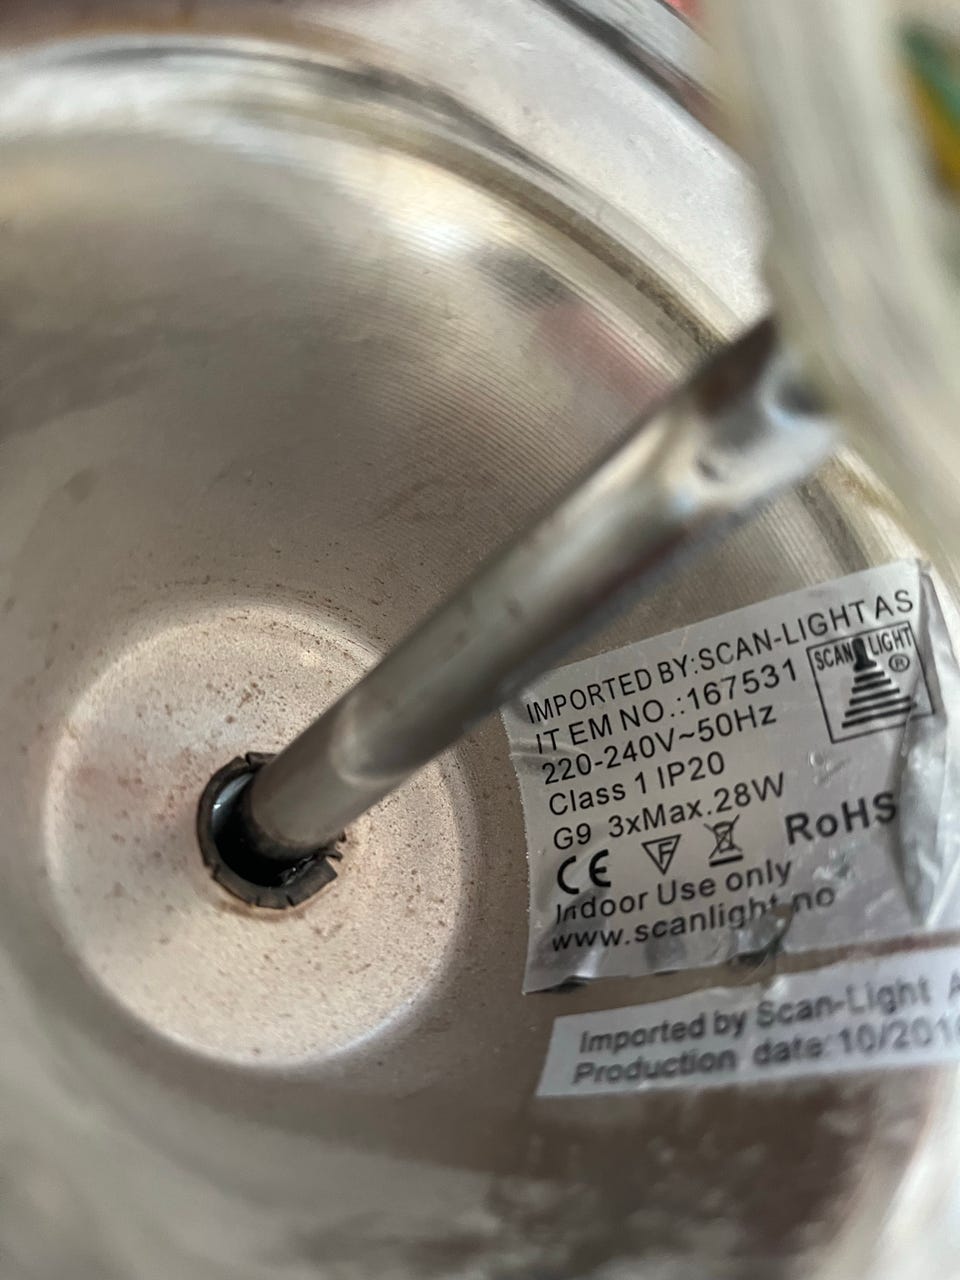 IMPORTED BY:SCAN-LIGHT AS
SCAN LIGHT ®
IT EM NO.:167531
220-240V~50Hz
Class 1 IP20
G9 3xMax.28W
CE F RoHS
Indoor Use only
www.scanlight.no
Imported by Scan-Light A
Production date:10/201